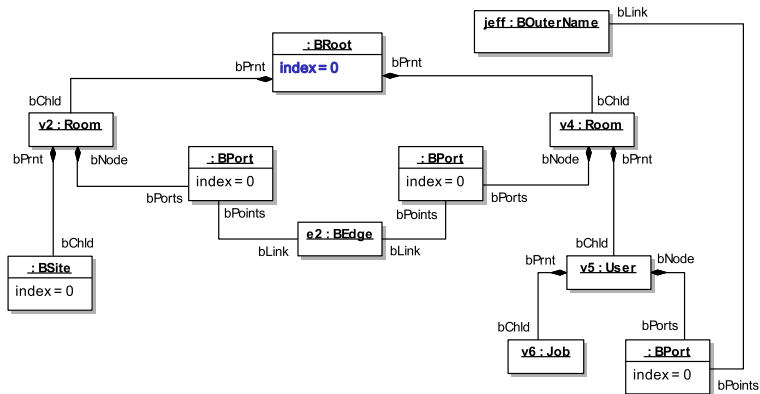 jeff : BOuterName
bLink
: BRoot
index = 0
bPrnt
bPrnt
bChld
bChld
v2 : Room
v4 : Room
bPrnt
bNode
: BPort
index = 0
: BPort
index = 0
bNode
bPrnt
bPorts
bPorts
bPoints
bPoints
e2 : BEdge
bLink
bLink
bChld
bChld
: BSite
index = 0
bPrnt
v5 : User
bNode
bChld
bPorts
v6 : Job
: BPort
index = 0
bPoints